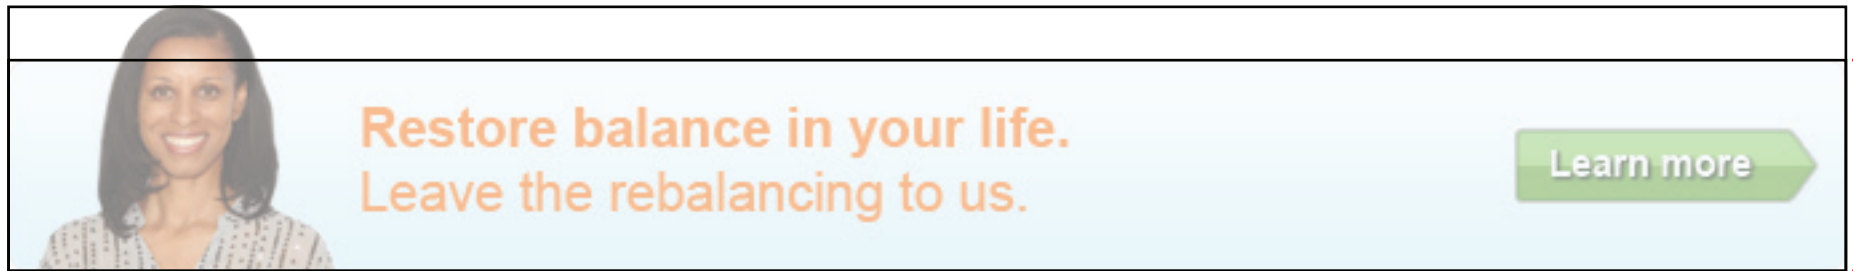 Restore balance in your life.
Leave the rebalancing to us.
Learn more